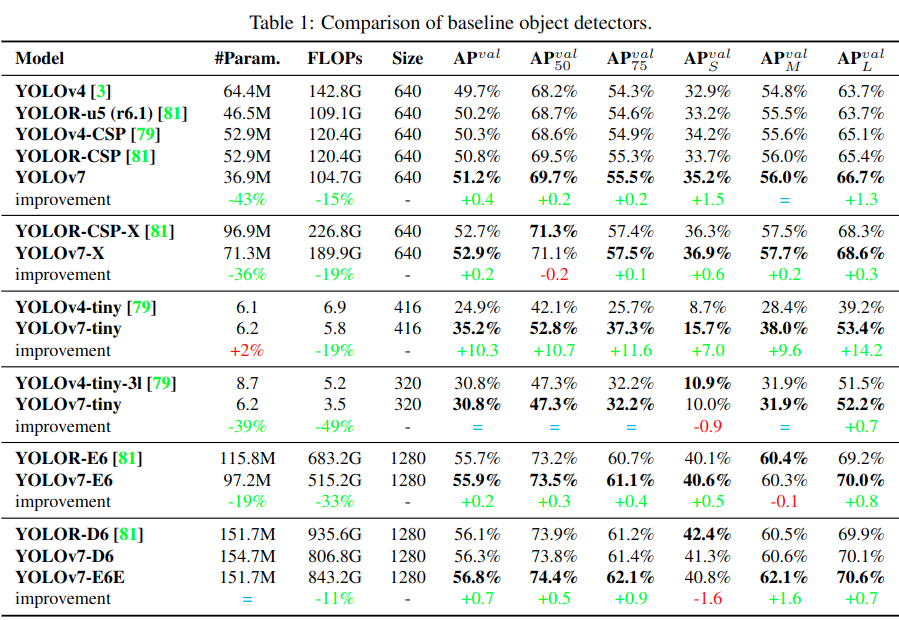 Table 1: Comparison of baseline object detectors.
Model #Param. FLOPs Size AP^val AP_50^val AP_75^val AP_S^val AP_M^val AP_L^val
YOLOv4 [3] 64.4M 142.8G 640 49.7% 68.2% 54.3% 32.9% 54.8% 63.7%
YOLOR-u5 (r6.1) [81] 46.5M 109.1G 640 50.2% 68.7% 54.6% 33.2% 55.5% 63.7%
YOLOv4-CSP [79] 52.9M 120.4G 640 50.3% 68.6% 54.9% 34.2% 55.6% 65.1%
YOLOR-CSP [81] 52.9M 120.4G 640 50.8% 69.5% 55.3% 33.7% 56.0% 65.4%
YOLOv7 36.9M 104.7G 640 51.2% 69.7% 55.5% 35.2% 56.0% 66.7%
improvement -43% -15% - +0.4 +0.2 +0.2 +1.5 = +1.3
YOLOR-CSP-X [81] 96.9M 226.8G 640 52.7% 71.3% 57.4% 36.3% 57.5% 68.3%
YOLOv7-X 71.3M 189.9G 640 52.9% 71.1% 57.5% 36.9% 57.7% 68.6%
improvement -36% -19% - +0.2 -0.2 +0.1 +0.6 +0.2 +0.3
YOLOv4-tiny [79] 6.1 6.9 416 24.9% 42.1% 25.7% 8.7% 28.4% 39.2%
YOLOv7-tiny 6.2 5.8 416 35.2% 52.8% 37.3% 15.7% 38.0% 53.4%
improvement +2% -19% - +10.3 +10.7 +11.6 +7.0 +9.6 +14.2
YOLOv4-tiny-3l [79] 8.7 5.2 320 30.8% 47.3% 32.2% 10.9% 31.9% 51.5%
YOLOv7-tiny 6.2 3.5 320 30.8% 47.3% 32.2% 10.0% 31.9% 52.2%
improvement -39% -49% - = = = -0.9 = +0.7
YOLOR-E6 [81] 115.8M 683.2G 1280 55.7% 73.2% 60.7% 40.1% 60.4% 69.2%
YOLOv7-E6 97.2M 515.2G 1280 55.9% 73.5% 61.1% 40.6% 60.3% 70.0%
improvement -19% -33% - +0.2 +0.3 +0.4 +0.5 -0.1 +0.8
YOLOR-D6 [81] 151.7M 935.6G 1280 56.1% 73.9% 61.2% 42.4% 60.5% 69.9%
YOLOv7-D6 154.7M 806.8G 1280 56.3% 73.8% 61.4% 41.3% 60.6% 70.1%
YOLOv7-E6E 151.7M 843.2G 1280 56.8% 74.4% 62.1% 40.8% 62.1% 70.6%
improvement = -11% - +0.7 +0.5 +0.9 -1.6 +1.6 +0.7